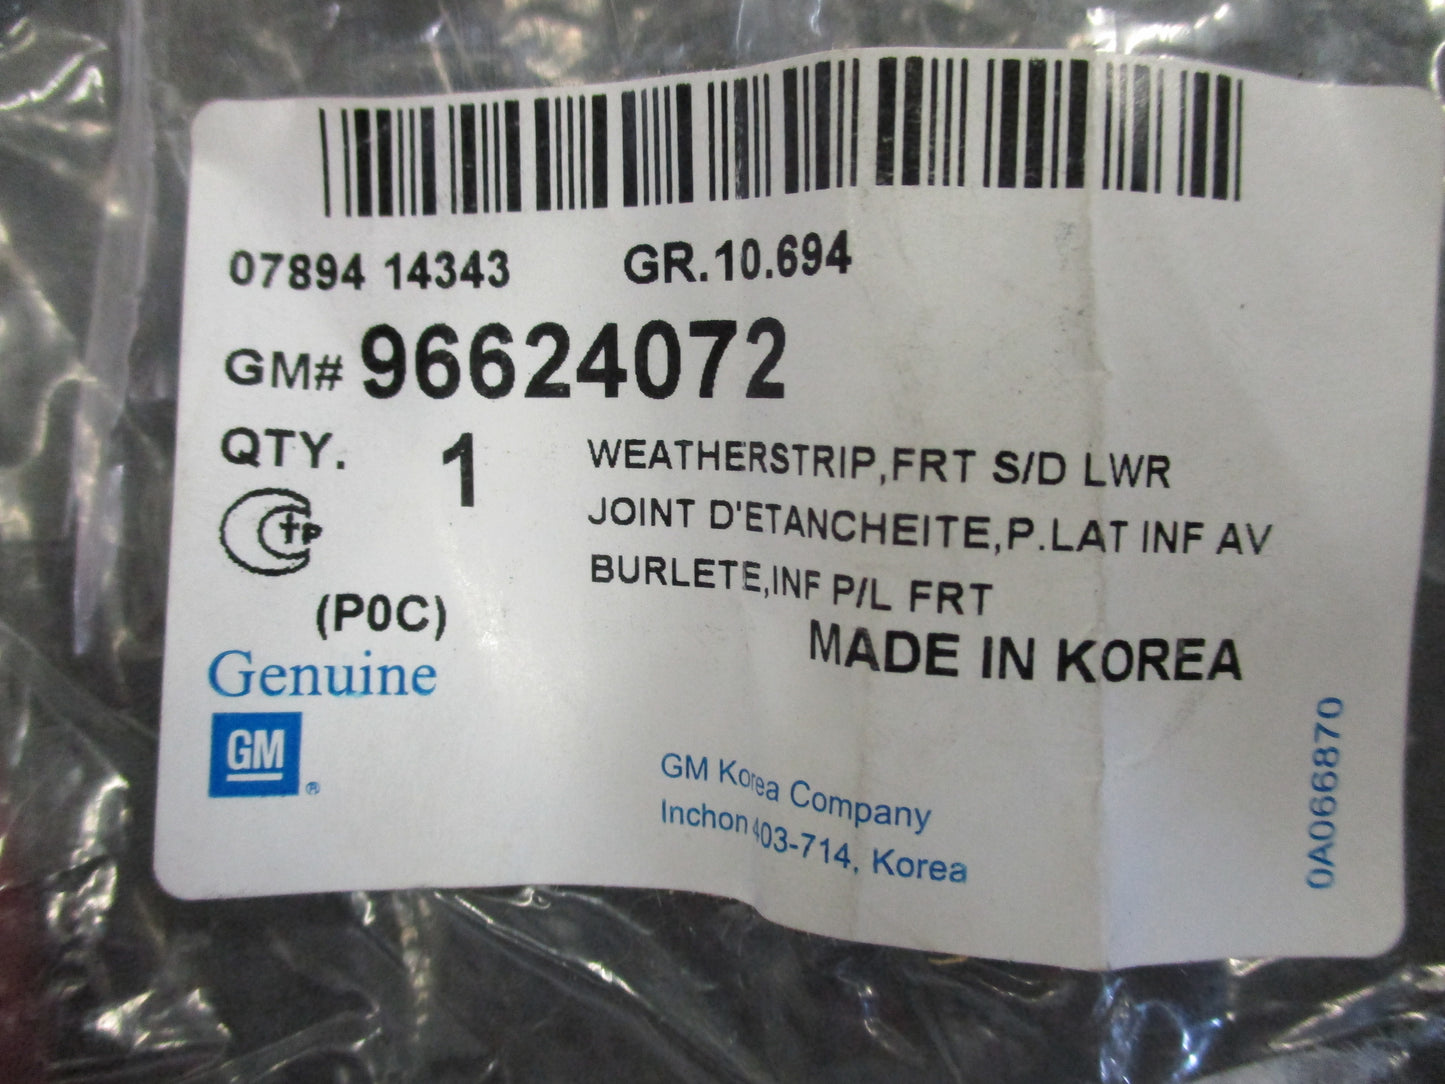 07894 14343 GR.10.694
GM# 96624072
QTY. 1
WEATHERSTRIP,FRT S/D LWR
JOINT D'ETANCHEITE,P.LAT INF AV
BURLETE,INF P/L FRT
(P0C)
MADE IN KOREA
Genuine
GM ®
GM Korea Company
Inchon 403-714, Korea
0A066870